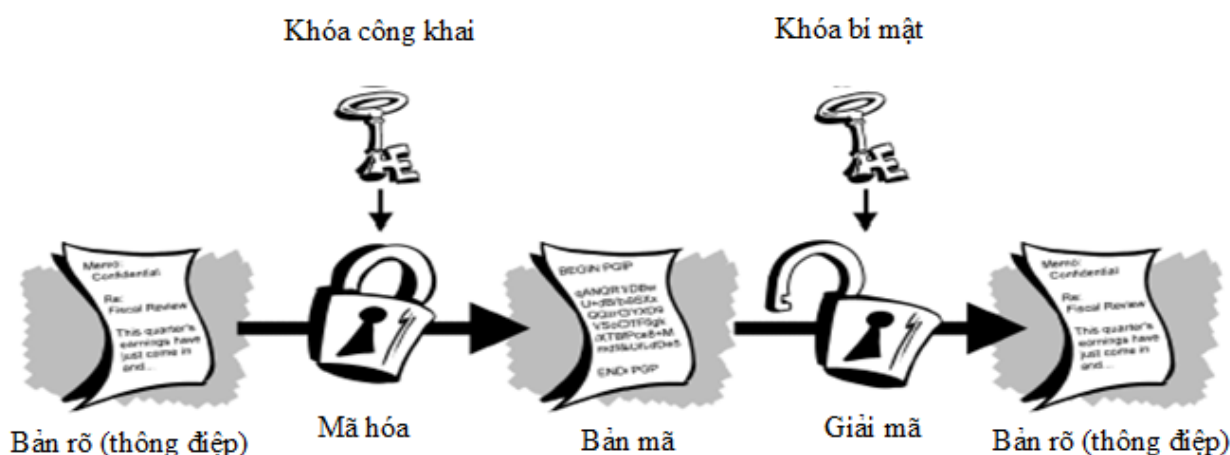 Khóa công khai
Khóa bí mật
Memo:
Confidential
Re:
Fiscal Review
This quarter's
earnings have
just come in
and...
BEGIN PGP
END PGP
Memo:
Confidential
Re:
Fiscal Review
This quarter's
earnings have
just come in
and...
Bản rõ (thông điệp)
Mã hóa
Bản mã
Giải mã
Bản rõ (thông điệp)